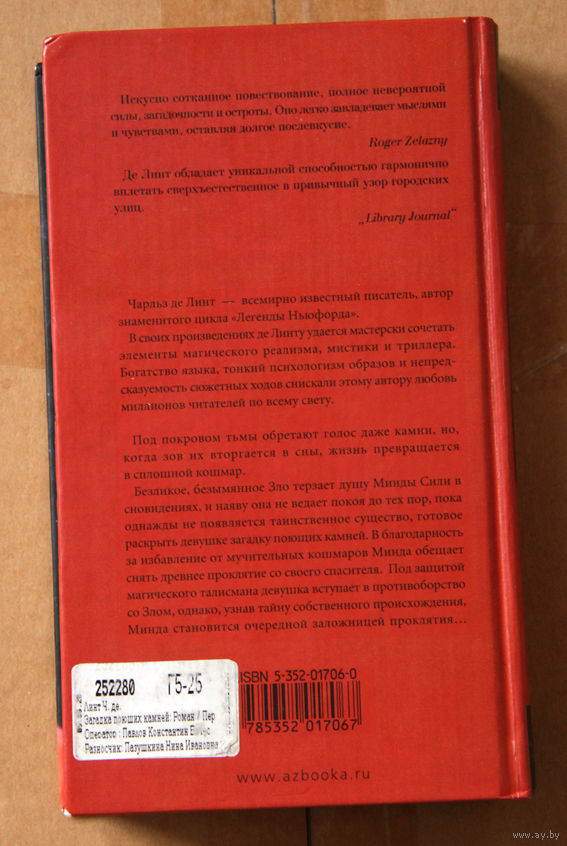 Искусно сотканное повествование, полное невероятной
силы, загадочности и остроты. Оно легко завладевает мыслями
и чувствами, оставляя долгое послевкусие.
Roger Zelazny
Де Линт обладает уникальной способностью гармонично
вплетать сверхъестественное в привычный узор городских
улиц.
„Library Journal“
Чарльз де Линт — всемирно известный писатель, автор
знаменитого цикла «Легенды Ньюфорда».
В своих произведениях де Линту удается мастерски сочетать
элементы магического реализма, мистики и триллера.
Богатство языка, тонкий психологизм образов и непред-
сказуемость сюжетных ходов снискали этому автору любовь
миллионов читателей по всему свету.
Под покровом тьмы обретают голос даже камни, но,
когда зов их вторгается в сны, жизнь превращается
в сплошной кошмар.
Безликое, безымянное Зло терзает душу Минды Сили в
сновидениях, и наяву она не ведает покоя до тех пор, пока
однажды не появляется таинственное существо, готовое
раскрыть девушке загадку поющих камней. В благодарность
за избавление от мучительных кошмаров Минда обещает
снять древнее проклятие со своего спасителя. Под защитой
магического талисмана девушка вступает в противоборство
со Злом, однако, узнав тайну собственного происхождения,
Минда становится очередной заложницей проклятия...
252280 Г5-25
Линт Ч. де.
Загадка поющих камней: Роман / Пер
Оператор : Павлов Константин
Разносчик: Лазушкина Нина Ивановна
ISBN 5-352-01706-0
785352017067
www.azbooka.ru
www.ay.by